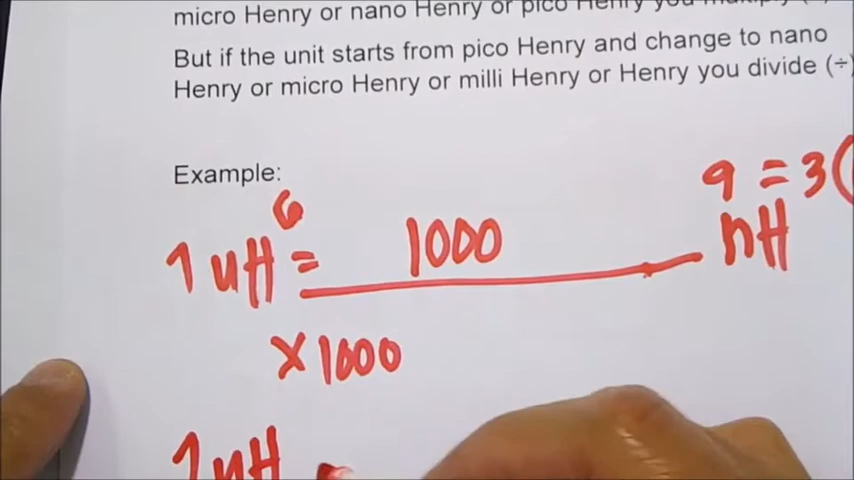 micro Henry or nano Henry or pico Henry you multiply (
But if the unit starts from pico Henry and change to nano
Henry or micro Henry or milli Henry or Henry you divide (÷
Example:
6 9 = 3 (
1 uH = 1000 nH
x 1000
1 nH